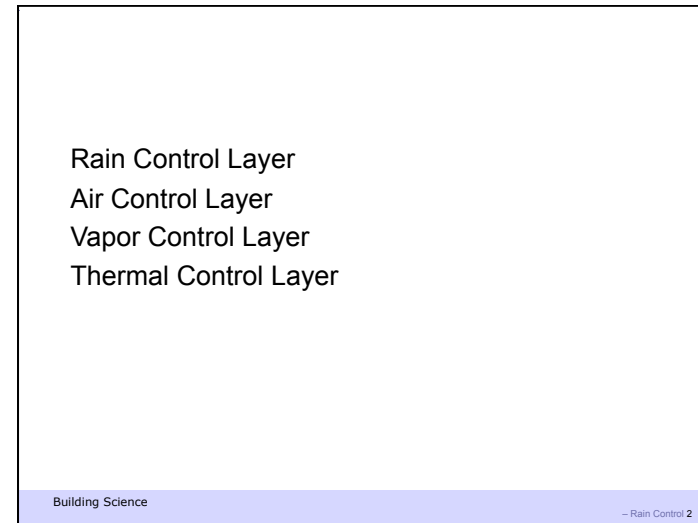 Rain Control Layer
Air Control Layer
Vapor Control Layer
Thermal Control Layer
Building Science
– Rain Control 2